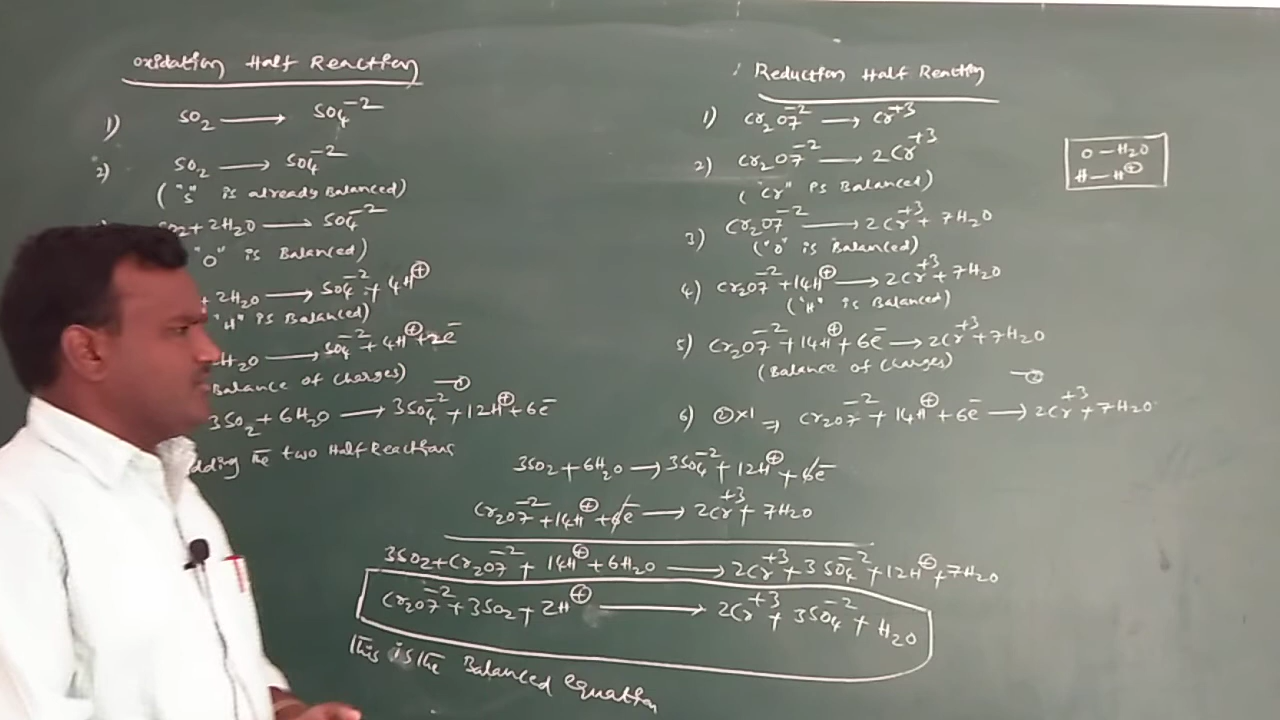 Oxidation Half Reaction
1) SO₂ ⟶ SO₄⁻²
2) SO₂ ⟶ SO₄⁻²
("S" is already Balanced)
+ 2H₂O ⟶ SO₄⁻²
"O" is Balanced)
+ 2H₂O ⟶ SO₄⁻² + 4H⊕
"H" is Balanced)
H₂O ⟶ SO₄⁻² + 4H⊕ + 2e⁻
Balance of charges) ⟶ ①
3SO₂ + 6H₂O ⟶ 3SO₄⁻² + 12H⊕ + 6e⁻
the two Half Reactions
Reduction Half Reaction
1) Cr₂O₇⁻² ⟶ Cr⁺³
2) Cr₂O₇⁻² ⟶ 2Cr⁺³
("Cr" is Balanced)
3) Cr₂O₇⁻² ⟶ 2Cr⁺³ + 7H₂O
("O" is Balanced)
4) Cr₂O₇⁻² + 14H⊕ ⟶ 2Cr⁺³ + 7H₂O
("H" is Balanced)
5) Cr₂O₇⁻² + 14H⊕ + 6e⁻ ⟶ 2Cr⁺³ + 7H₂O
(Balance of charges) ⟶ ②
6) ②×1 ⇒ Cr₂O₇⁻² + 14H⊕ + 6e⁻ ⟶ 2Cr⁺³ + 7H₂O
O — H₂O
H — H⊕
3SO₂ + 6H₂O ⟶ 3SO₄⁻² + 12H⊕ + 6e⁻
Cr₂O₇⁻² + 14H⊕ + 6e⁻ ⟶ 2Cr⁺³ + 7H₂O
3SO₂ + Cr₂O₇⁻² + 14H⊕ + 6H₂O ⟶ 2Cr⁺³ + 3SO₄⁻² + 12H⊕ + 7H₂O
Cr₂O₇⁻² + 3SO₂ + 2H⊕ ⟶ 2Cr⁺³ + 3SO₄⁻² + H₂O
This is the Balanced equation